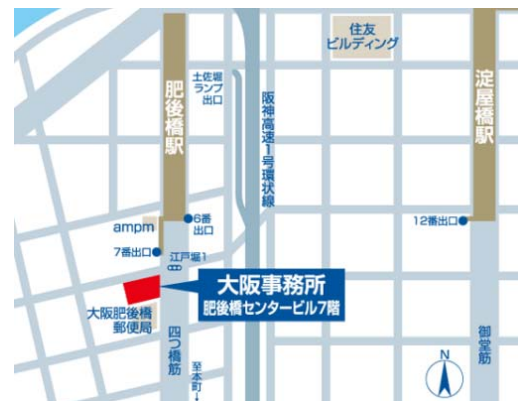 住友
ビルディング
土佐堀
ランプ
出口
肥後橋駅
阪神高速1号環状線
淀屋橋駅
6番
出口
ampm
12番出口
7番出口
江戸堀1
大阪事務所
肥後橋センタービル7階
大阪肥後橋
郵便局
四つ橋筋
至本町→
御堂筋
N